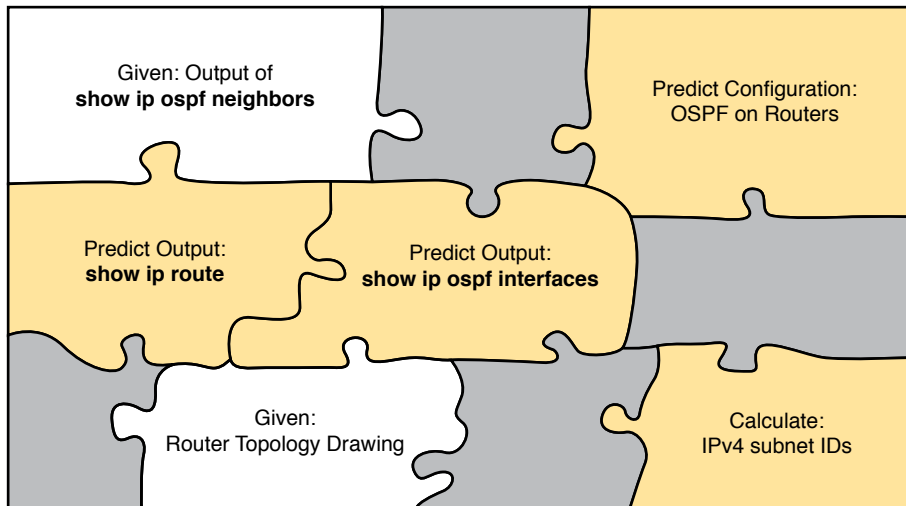 Given: Output of
show ip ospf neighbors
Predict Configuration:
OSPF on Routers
Predict Output:
show ip route
Predict Output:
show ip ospf interfaces
Given:
Router Topology Drawing
Calculate:
IPv4 subnet IDs